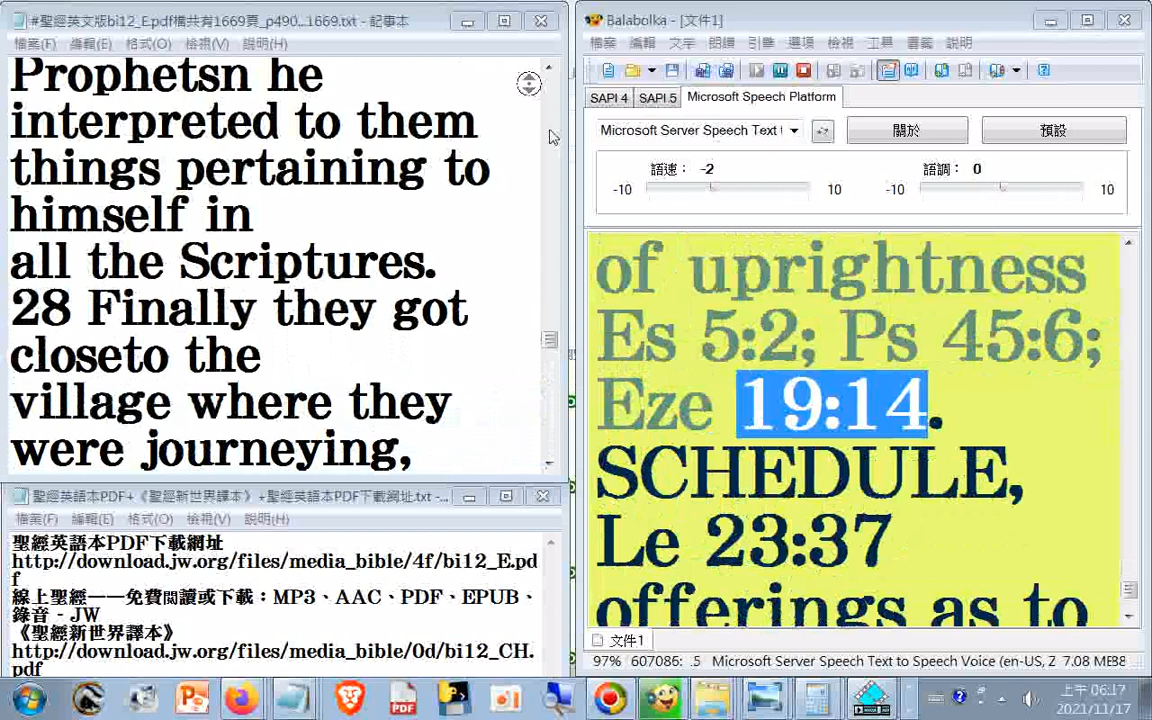 #聖經英文版bi12_E.pdf橫共有1669頁_p490..._1669.txt - 記事本
檔案(F) 編輯(E) 格式(O) 檢視(V) 說明(H)
Prophetsn he
interpreted to them
things pertaining to
himself in
all the Scriptures.
28 Finally they got
closeto the
village where they
were journeying,
聖經英語本PDF+《聖經新世界譯本》+聖經英語本PDF下載網址.txt -...
檔案(F) 編輯(E) 格式(O) 檢視(V) 說明(H)
聖經英語本PDF下載網址
http://download.jw.org/files/media_bible/4f/bi12_E.pd
f
線上聖經——免費閱讀或下載：MP3、AAC、PDF、EPUB、
錄音 - JW
《聖經新世界譯本》
http://download.jw.org/files/media_bible/0d/bi12_CH.
pdf
Balabolka - [文件1]
檔案 編輯 文字 朗讀 引擎 選項 檢視 工具 書籤 說明
SAPI 4 SAPI 5 Microsoft Speech Platform
Microsoft Server Speech Text 關於 預設
語速： -2 語調： 0
-10 10 -10 10
of uprightness
Es 5:2; Ps 45:6;
Eze 19:14.
SCHEDULE,
Le 23:37
offerings as to
文件1
97% 607085: .5 Microsoft Server Speech Text to Speech Voice (en-US, Z 7.08 MEB8
PDF
上午 06:17
2021/11/17